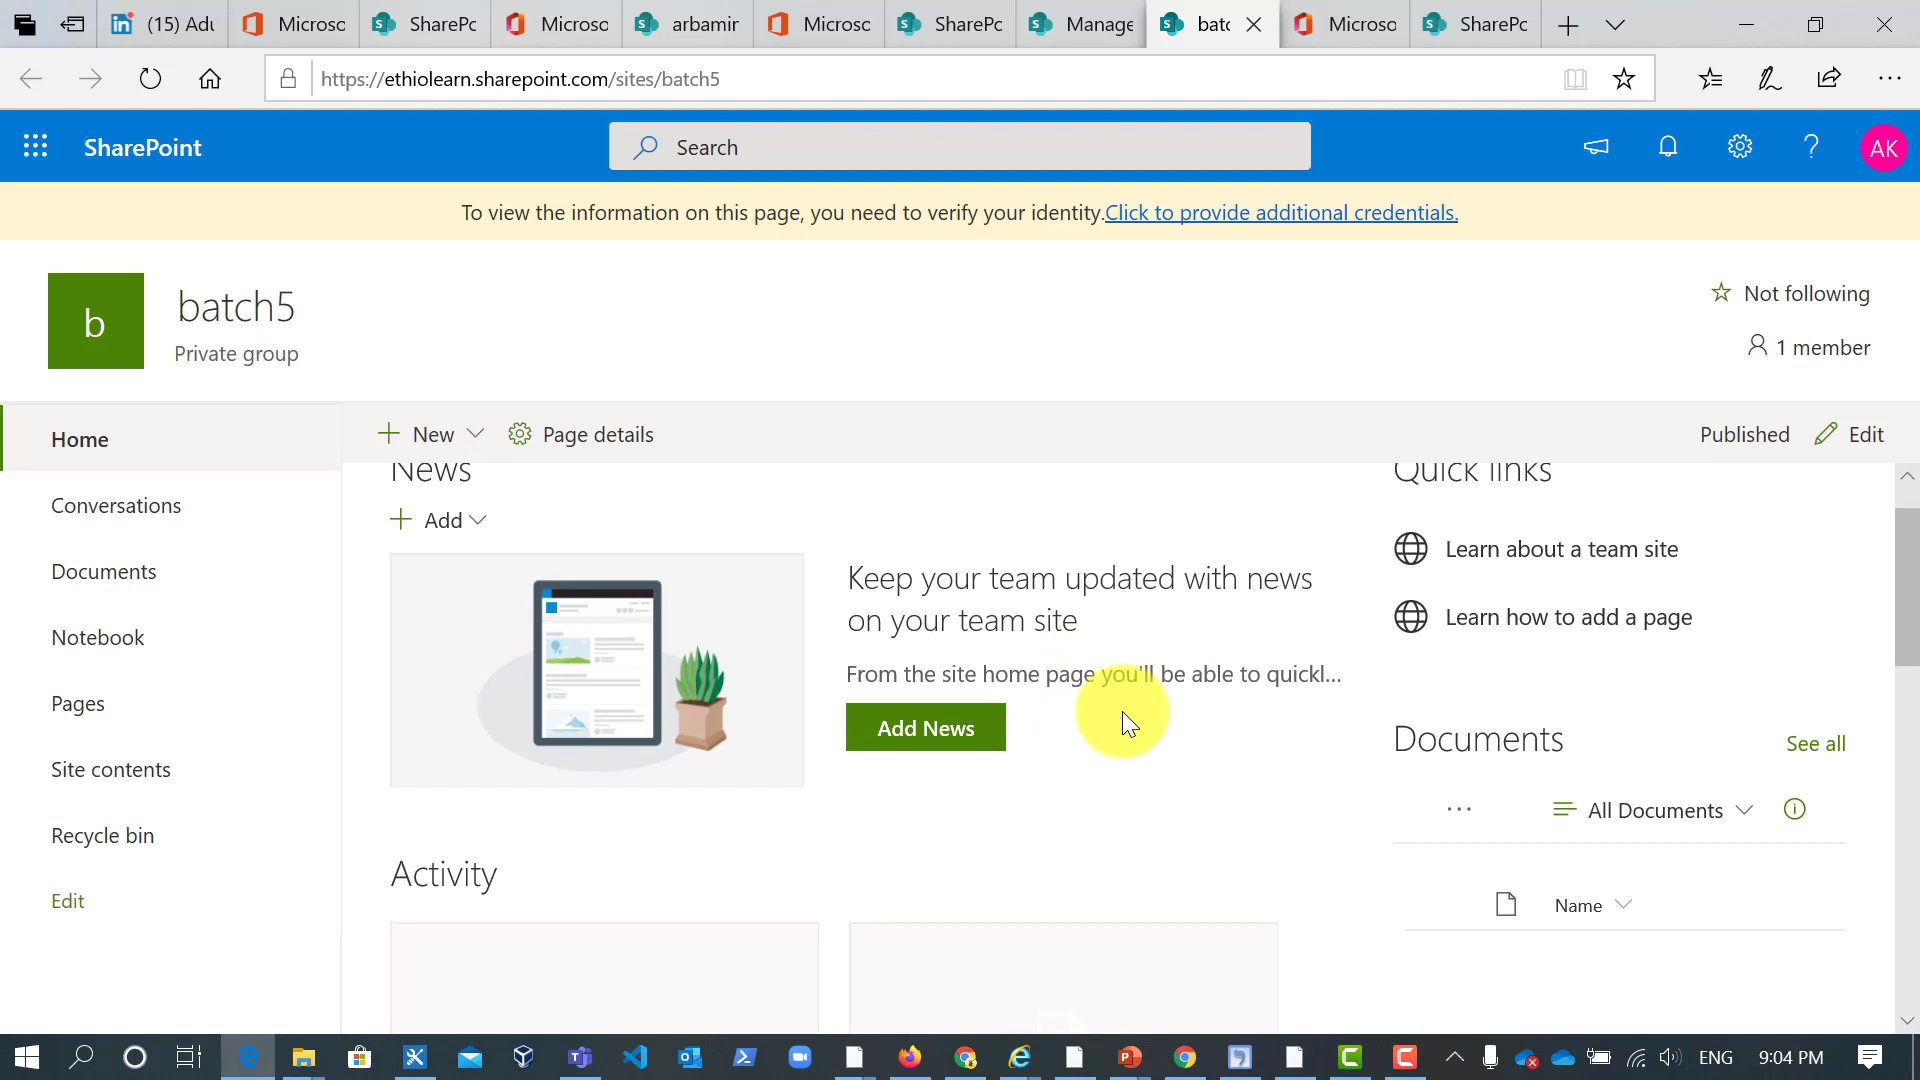 (15) Adu
Microsc
SharePc
Microso
arbamir
Microsc
SharePc
Manage
batc
Microso
SharePc
https://ethiolearn.sharepoint.com/sites/batch5
SharePoint
Search
AK
To view the information on this page, you need to verify your identity.Click to provide additional credentials.
b
batch5
Private group
Not following
1 member
Home
Conversations
Documents
Notebook
Pages
Site contents
Recycle bin
Edit
New
Page details
Published
Edit
News
Add
Keep your team updated with news
on your team site
From the site home page you'll be able to quickl...
Add News
Activity
Quick links
Learn about a team site
Learn how to add a page
Documents
See all
All Documents
Name
ENG
9:04 PM